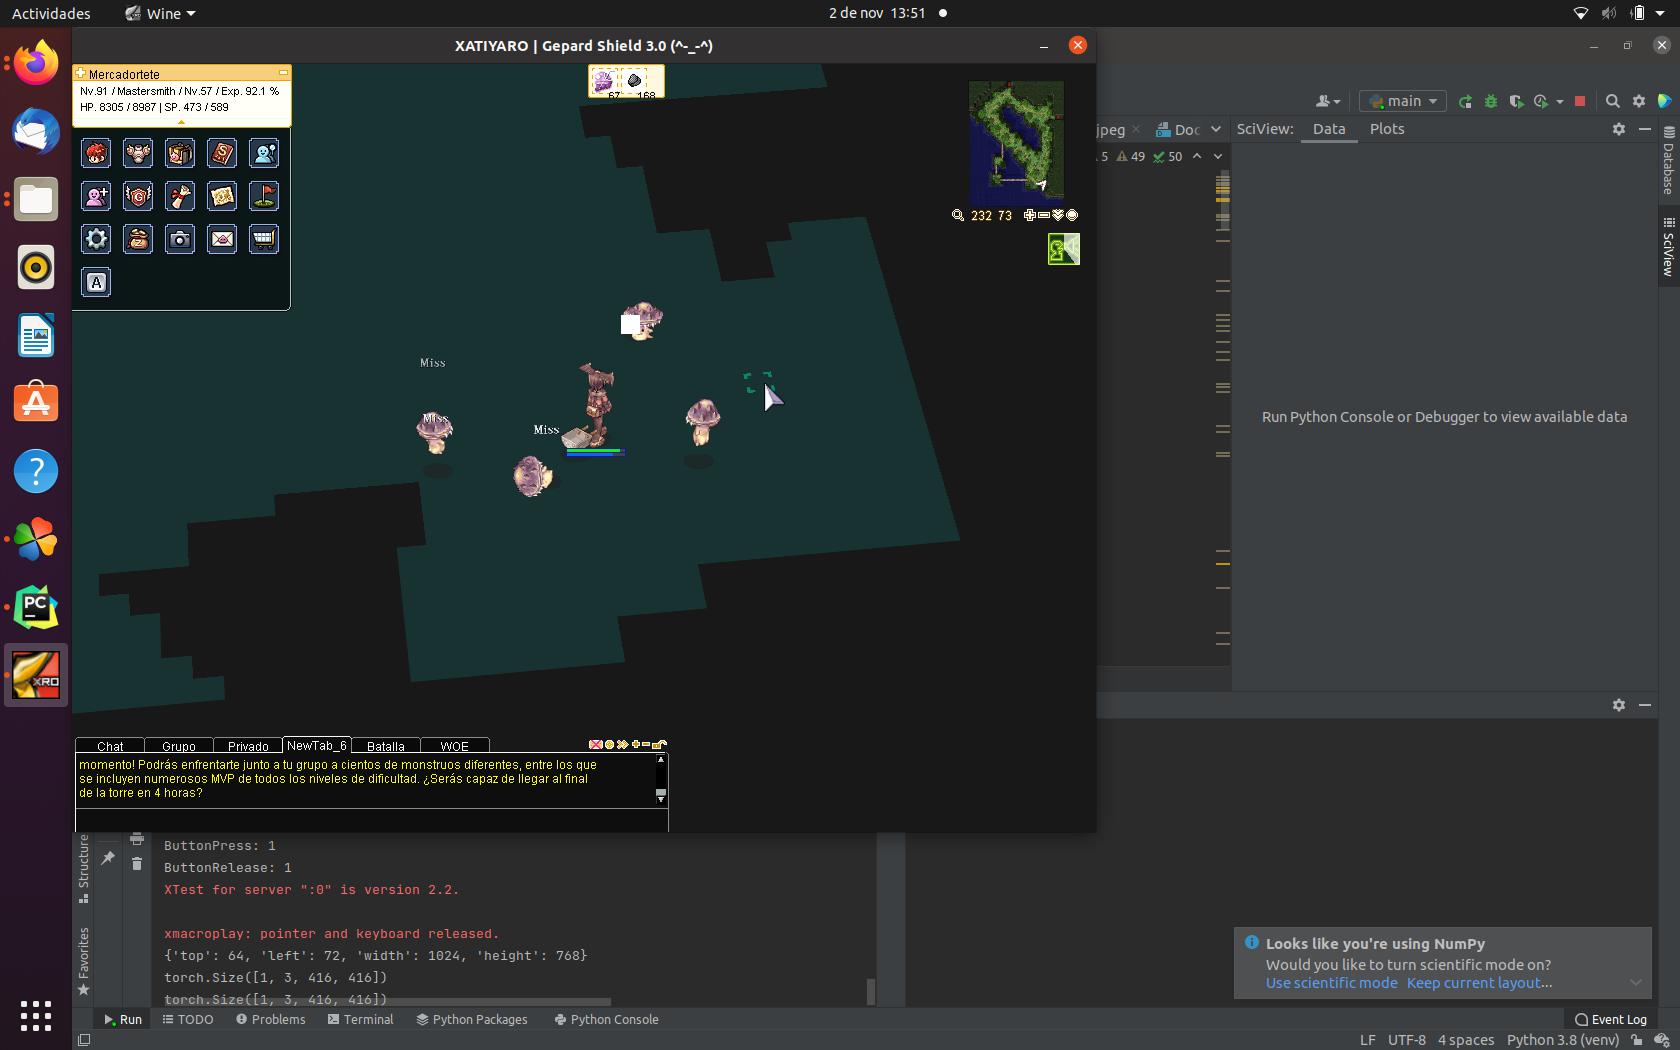 Actividades
Wine
2 de nov 13:51
XATIYARO | Gepard Shield 3.0 (^-_-^)
Mercadortete
Nv.91 / Mastersmith / Nv.57 / Exp. 92.1 %
HP. 8305 / 8987 | SP. 473 / 589
67 168
A
232 73
Miss
Miss
Miss
main
jpeg
Doc
SciView:
Data
Plots
5
49
50
Database
SciView
Run Python Console or Debugger to view available data
PC
XRO
Chat
Grupo
Privado
NewTab_6
Batalla
WOE
momento! Podrás enfrentarte junto a tu grupo a cientos de monstruos diferentes, entre los que
se incluyen numerosos MVP de todos los niveles de dificultad. ¿Serás capaz de llegar al final
de la torre en 4 horas?
Structure
Favorites
ButtonPress: 1
ButtonRelease: 1
XTest for server ":0" is version 2.2.
xmacroplay: pointer and keyboard released.
{'top': 64, 'left': 72, 'width': 1024, 'height': 768}
torch.Size([1, 3, 416, 416])
torch.Size([1, 3, 416, 416])
Looks like you're using NumPy
Would you like to turn scientific mode on?
Use scientific mode Keep current layout...
Run
TODO
Problems
Terminal
Python Packages
Python Console
Event Log
LF UTF-8 4 spaces Python 3.8 (venv)